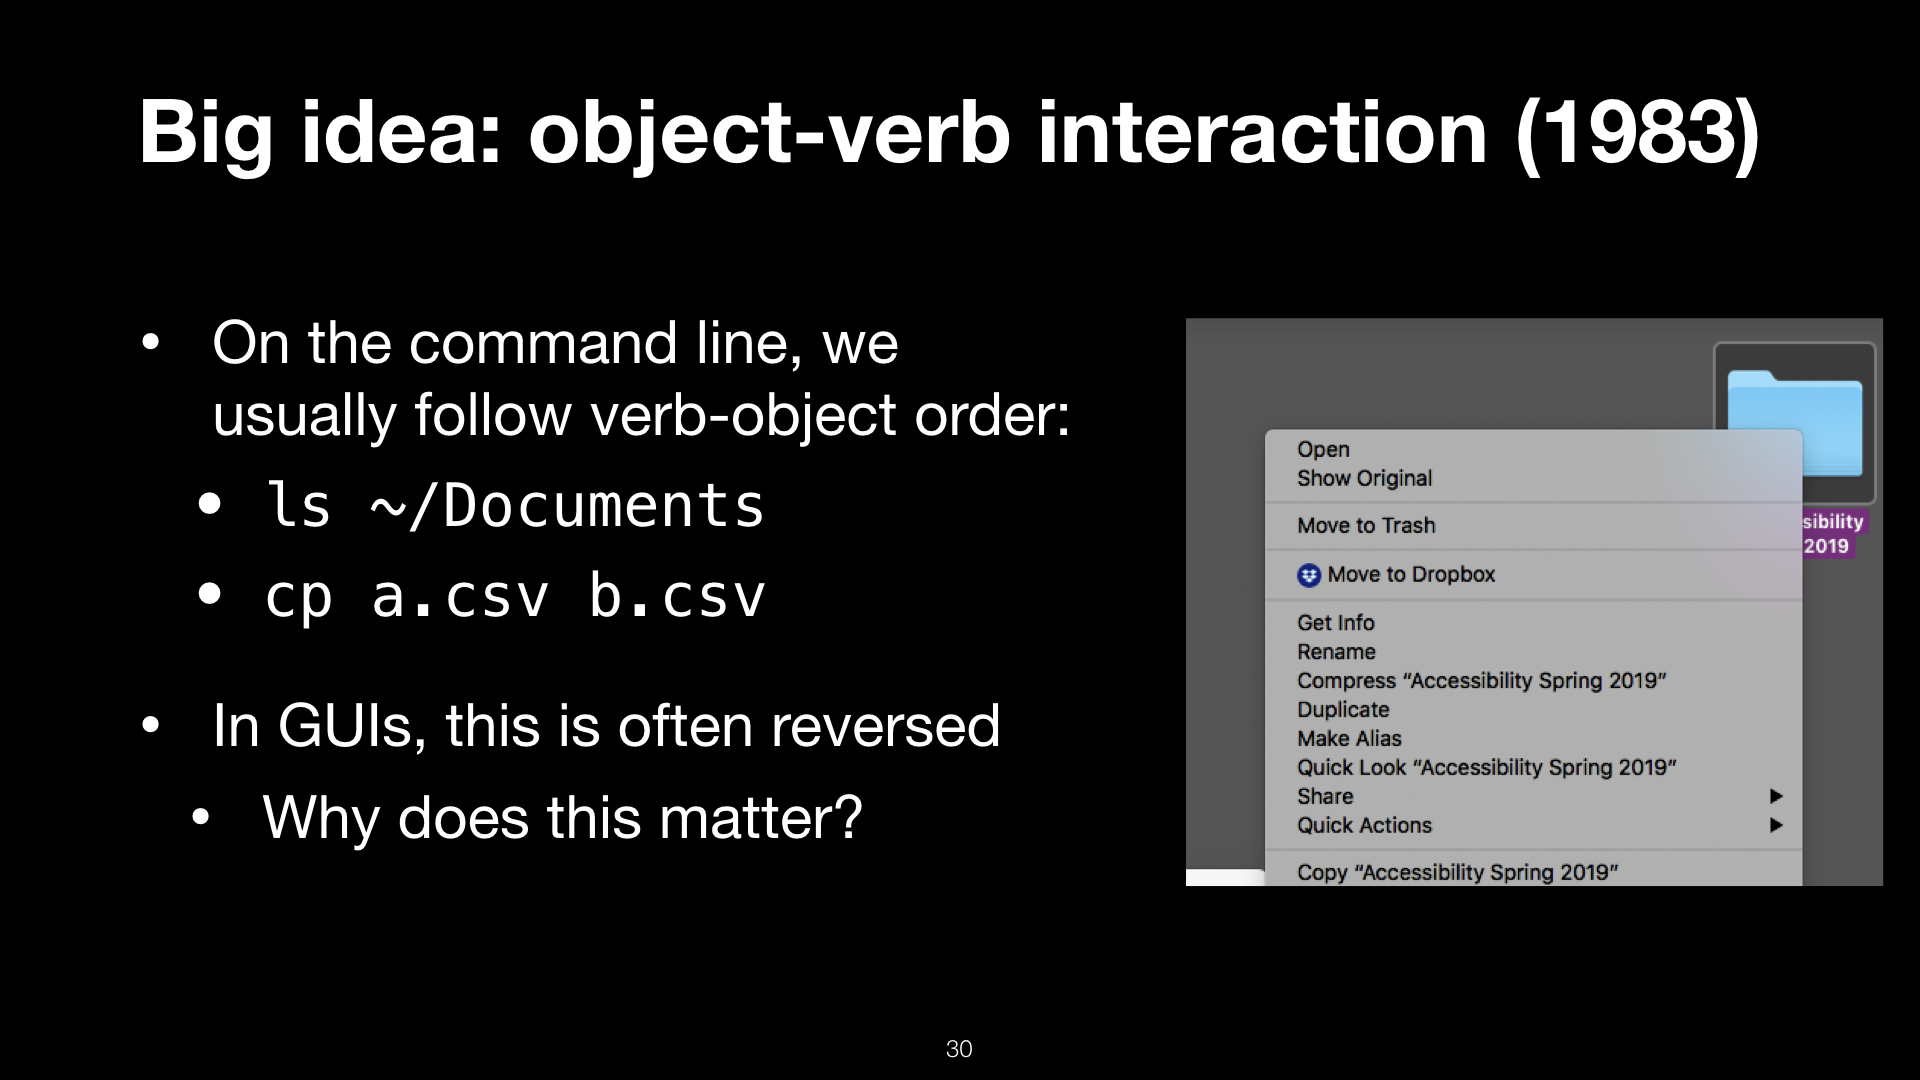 Big idea: object-verb interaction (1983)
• On the command line, we
usually follow verb-object order:
• ls ~/Documents
• cp a.csv b.csv
• In GUIs, this is often reversed
• Why does this matter?
Open
Show Original
Move to Trash
Move to Dropbox
Get Info
Rename
Compress “Accessibility Spring 2019”
Duplicate
Make Alias
Quick Look “Accessibility Spring 2019”
Share
Quick Actions
Copy “Accessibility Spring 2019”
sibility
2019
30